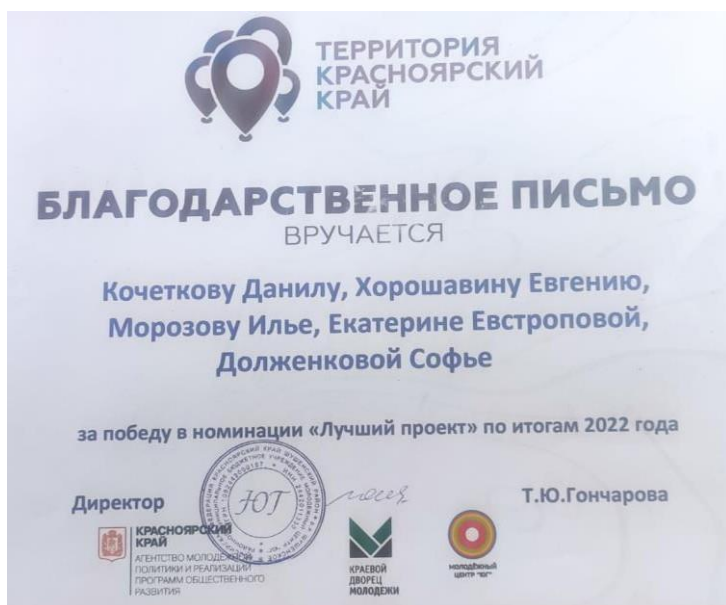 ТЕРРИТОРИЯ
КРАСНОЯРСКИЙ
КРАЙ
БЛАГОДАРСТВЕННОЕ ПИСЬМО
ВРУЧАЕТСЯ
Кочеткову Данилу, Хорошавину Евгению,
Морозову Илье, Екатерине Евстроповой,
Долженковой Софье
за победу в номинации «Лучший проект» по итогам 2022 года
ЮГ
Директор
Т.Ю.Гончарова
КРАСНОЯРСКИЙ
КРАЙ
АГЕНТСТВО МОЛОДЕЖНОЙ
ПОЛИТИКИ И РЕАЛИЗАЦИИ
ПРОГРАММ ОБЩЕСТВЕННОГО
РАЗВИТИЯ
КРАЕВОЙ
ДВОРЕЦ
МОЛОДЕЖИ
МОЛОДЁЖНЫЙ
ЦЕНТР "ЮГ"